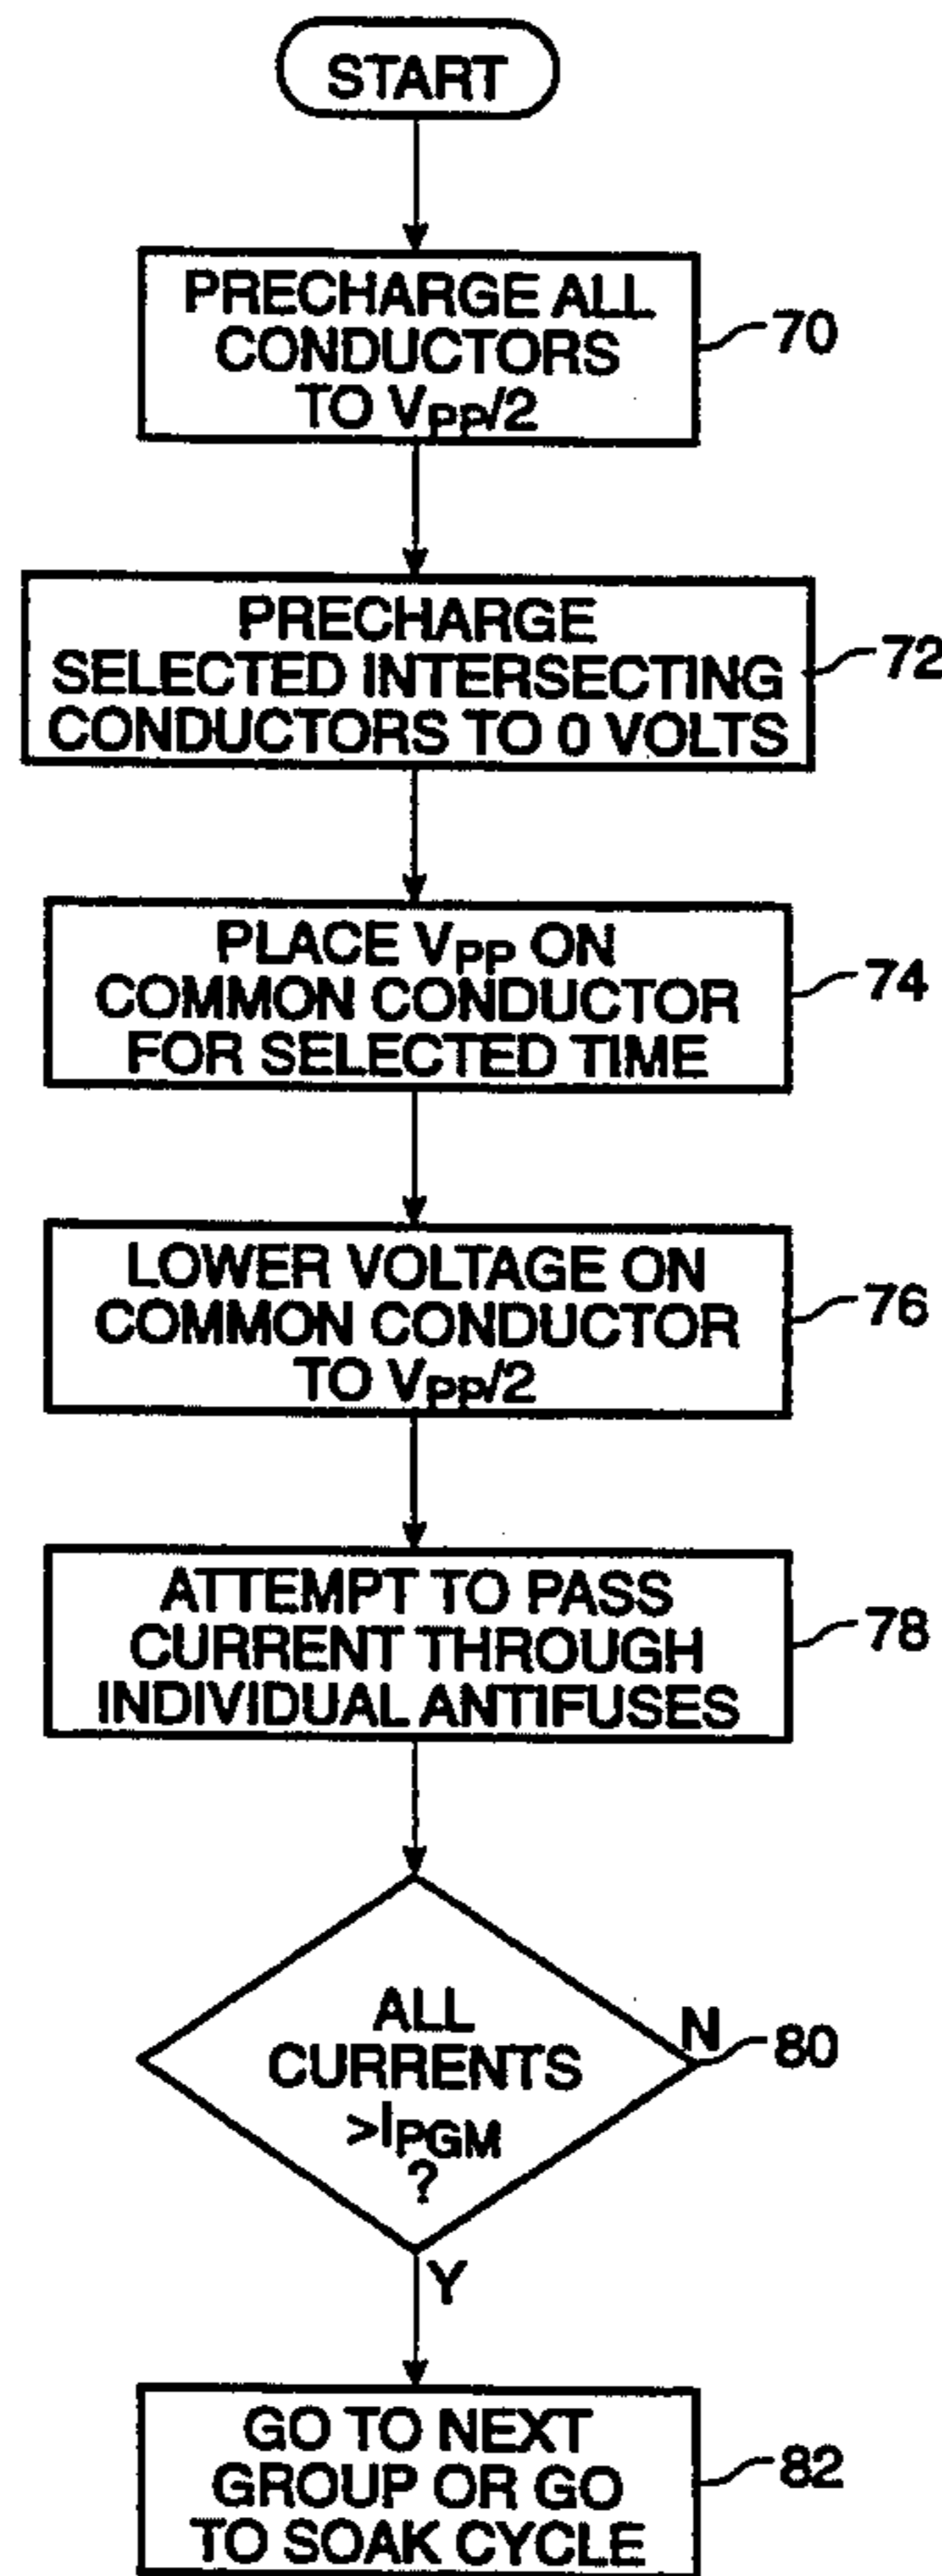 START
PRECHARGE ALL
CONDUCTORS
TO VPP/2
70
PRECHARGE
SELECTED INTERSECTING
CONDUCTORS TO 0 VOLTS
72
PLACE VPP ON
COMMON CONDUCTOR
FOR SELECTED TIME
74
LOWER VOLTAGE ON
COMMON CONDUCTOR
TO VPP/2
76
ATTEMPT TO PASS
CURRENT THROUGH
INDIVIDUAL ANTIFUSES
78
ALL
CURRENTS
>IPGM
?
N
80
Y
GO TO NEXT
GROUP OR GO
TO SOAK CYCLE
82